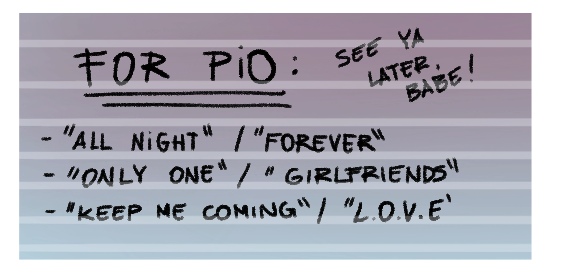 FOR PiO:
SEE YA
LATER,
BABE!
- "ALL NiGHT" / "FOREVER"
- "ONLY ONE" / "GiRLFRIENDS"
- "KEEP ME COMING" / "L.O.V.E'